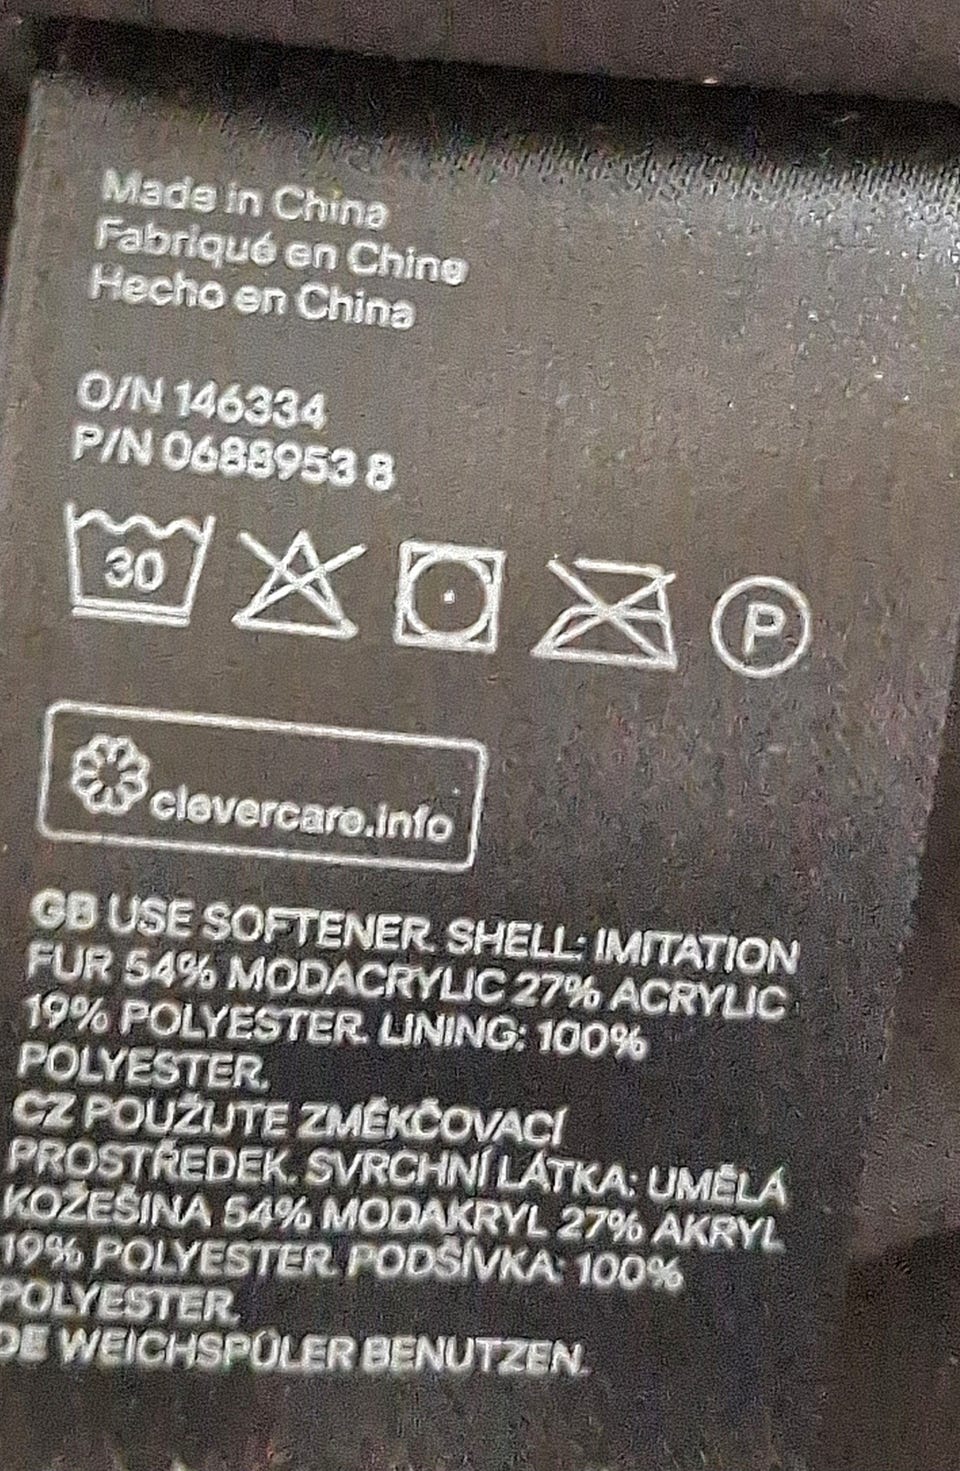 Made in China
Fabriqué en Chine
Hecho en China
O/N 146334
P/N 0688953 8
30
P
clevercare.info
GB USE SOFTENER. SHELL: IMITATION
FUR 54% MODACRYLIC 27% ACRYLIC
19% POLYESTER. LINING: 100%
POLYESTER.
CZ POUŽIJTE ZMĚKČOVACÍ
PROSTŘEDEK. SVRCHNÍ LÁTKA: UMĚLÁ
KOŽEŠINA 54% MODAKRYL 27% AKRYL
19% POLYESTER. PODŠÍVKA: 100%
POLYESTER.
DE WEICHSPÜLER BENUTZEN.